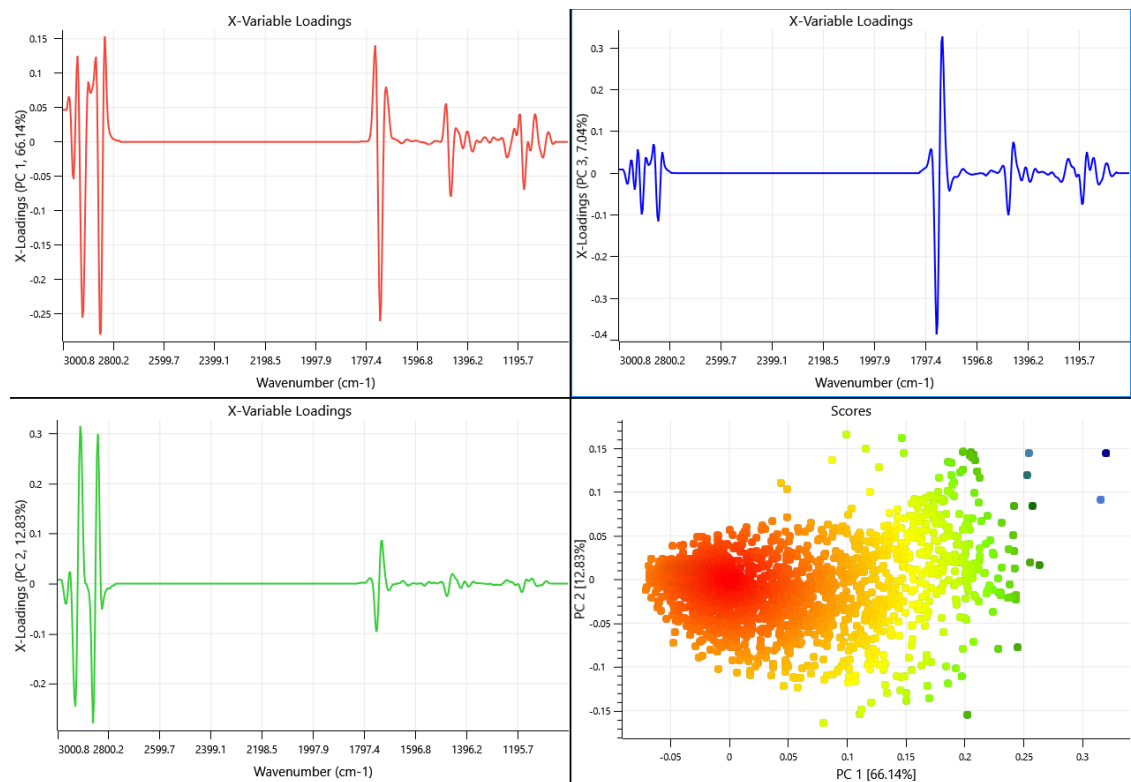 X-Variable Loadings
X-Loadings (PC 1, 66.14%)
0.15
0.1
0.05
0
-0.05
-0.1
-0.15
-0.2
-0.25
3000.8 2800.2 2599.7 2399.1 2198.5 1997.9 1797.4 1596.8 1396.2 1195.7
Wavenumber (cm-1)
X-Variable Loadings
X-Loadings (PC 3, 7.04%)
0.3
0.2
0.1
0
-0.1
-0.2
-0.3
-0.4
3000.8 2800.2 2599.7 2399.1 2198.5 1997.9 1797.4 1596.8 1396.2 1195.7
Wavenumber (cm-1)
X-Variable Loadings
X-Loadings (PC 2, 12.83%)
0.3
0.2
0.1
0
-0.1
-0.2
3000.8 2800.2 2599.7 2399.1 2198.5 1997.9 1797.4 1596.8 1396.2 1195.7
Wavenumber (cm-1)
Scores
PC 2 [12.83%]
0.15
0.1
0.05
0
-0.05
-0.1
-0.15
-0.05 0 0.05 0.1 0.15 0.2 0.25 0.3
PC 1 [66.14%]